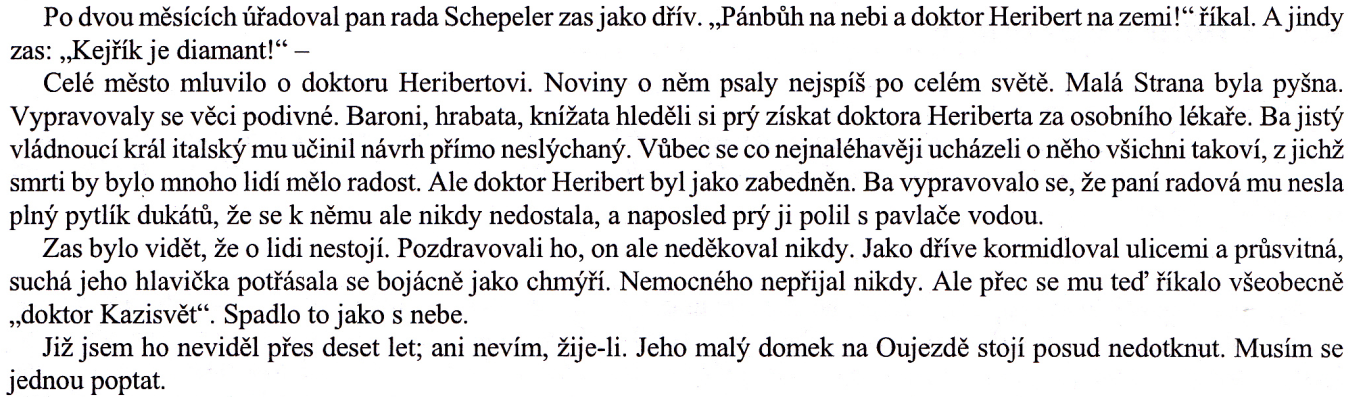 Po dvou měsících úřadoval pan rada Schepeler zas jako dřív. „Pánbůh na nebi a doktor Heribert na zemi!“ říkal. A jindy
zas: „Kejřík je diamant!“ –
Celé město mluvilo o doktoru Heribertovi. Noviny o něm psaly nejspíš po celém světě. Malá Strana byla pyšna.
Vypravovaly se věci podivné. Baroni, hrabata, knížata hleděli si prý získat doktora Heriberta za osobního lékaře. Ba jistý
vládnoucí král italský mu učinil návrh přímo neslýchaný. Vůbec se co nejnaléhavěji ucházeli o něho všichni takoví, z jichž
smrti by bylo mnoho lidí mělo radost. Ale doktor Heribert byl jako zabedněn. Ba vypravovalo se, že paní radová mu nesla
plný pytlík dukátů, že se k němu ale nikdy nedostala, a naposled prý ji polil s pavlače vodou.
Zas bylo vidět, že o lidi nestojí. Pozdravovali ho, on ale neděkoval nikdy. Jako dříve kormidloval ulicemi a průsvitná,
suchá jeho hlavička potřásala se bojácně jako chmýří. Nemocného nepřijal nikdy. Ale přec se mu teď říkalo všeobecně
„doktor Kazisvět“. Spadlo to jako s nebe.
Již jsem ho neviděl přes deset let; ani nevím, žije-li. Jeho malý domek na Oujezdě stojí posud nedotknut. Musím se
jednou poptat.